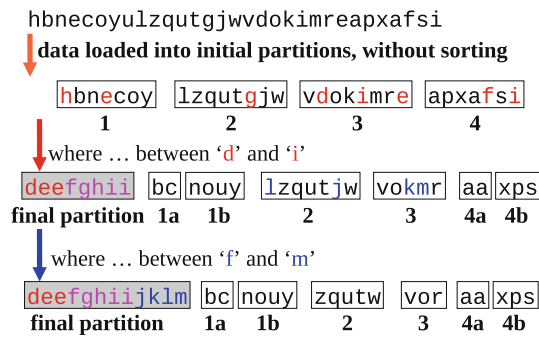 hbnecoyulzqutgjwvdokimreapxafsi
data loaded into initial partitions, without sorting
hbnecoy lzqutgjw vdokimre apxafsi
1 2 3 4
where ... between ‘d’ and ‘i’
deefghii bc nouy lzqutjw vokmr aa xps
final partition 1a 1b 2 3 4a 4b
where ... between ‘f’ and ‘m’
deefghiijklm bc nouy zqutw vor aa xps
final partition 1a 1b 2 3 4a 4b